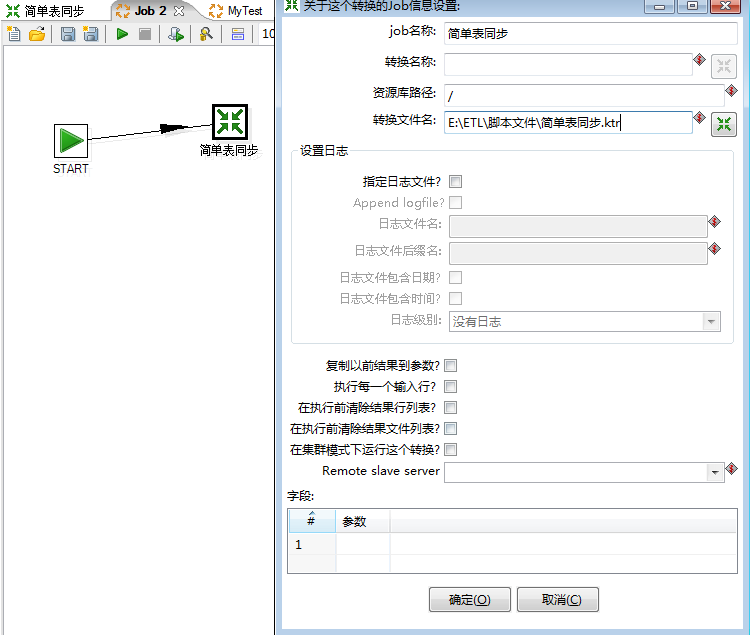 简单表同步 Job 2 MyTest
10
START
简单表同步
关于这个转换的Job信息设置:
job名称: 简单表同步
转换名称:
资源库路径: /
转换文件名: E:\ETL\脚本文件\简单表同步.ktr
设置日志
指定日志文件?
Append logfile?
日志文件名:
日志文件后缀名:
日志文件包含日期?
日志文件包含时间?
日志级别: 没有日志
复制以前结果到参数?
执行每一个输入行?
在执行前清除结果行列表?
在执行前清除结果文件列表?
在集群模式下运行这个转换?
Remote slave server
字段:
# 参数
1
确定(O) 取消(C)